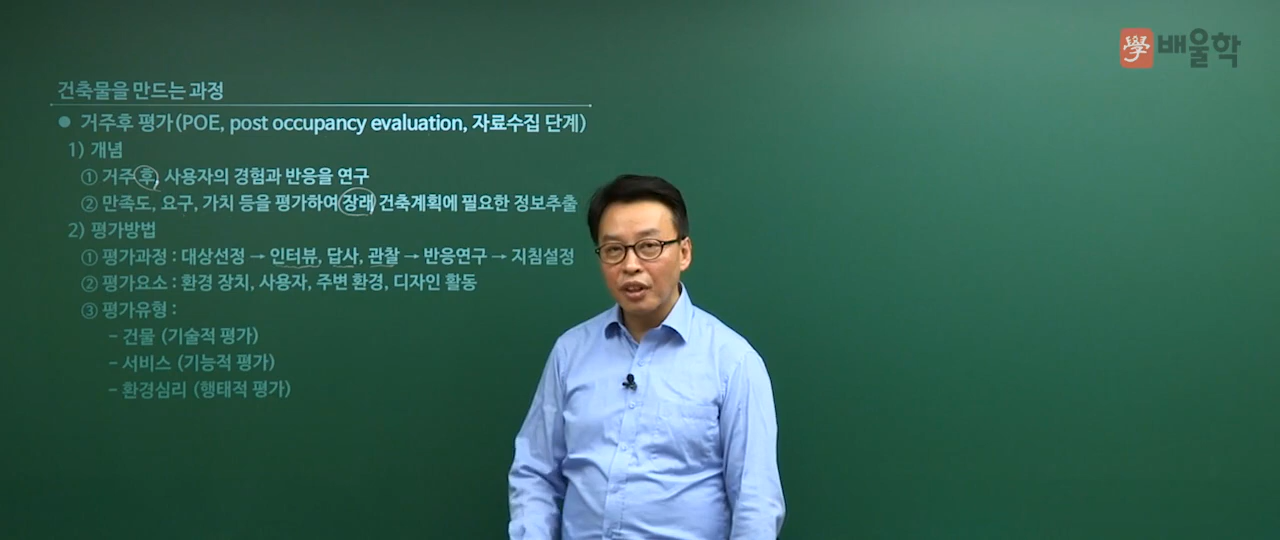 學 배울학
건축물을 만드는 과정
● 거주후 평가(POE, post occupancy evaluation, 자료수집 단계)
1) 개념
① 거주 후, 사용자의 경험과 반응을 연구
② 만족도, 요구, 가치 등을 평가하여 장래 건축계획에 필요한 정보추출
2) 평가방법
① 평가과정 : 대상선정 → 인터뷰, 답사, 관찰 → 반응연구 → 지침설정
② 평가요소 : 환경 장치, 사용자, 주변 환경, 디자인 활동
③ 평가유형 :
- 건물 (기술적 평가)
- 서비스 (기능적 평가)
- 환경심리 (행태적 평가)